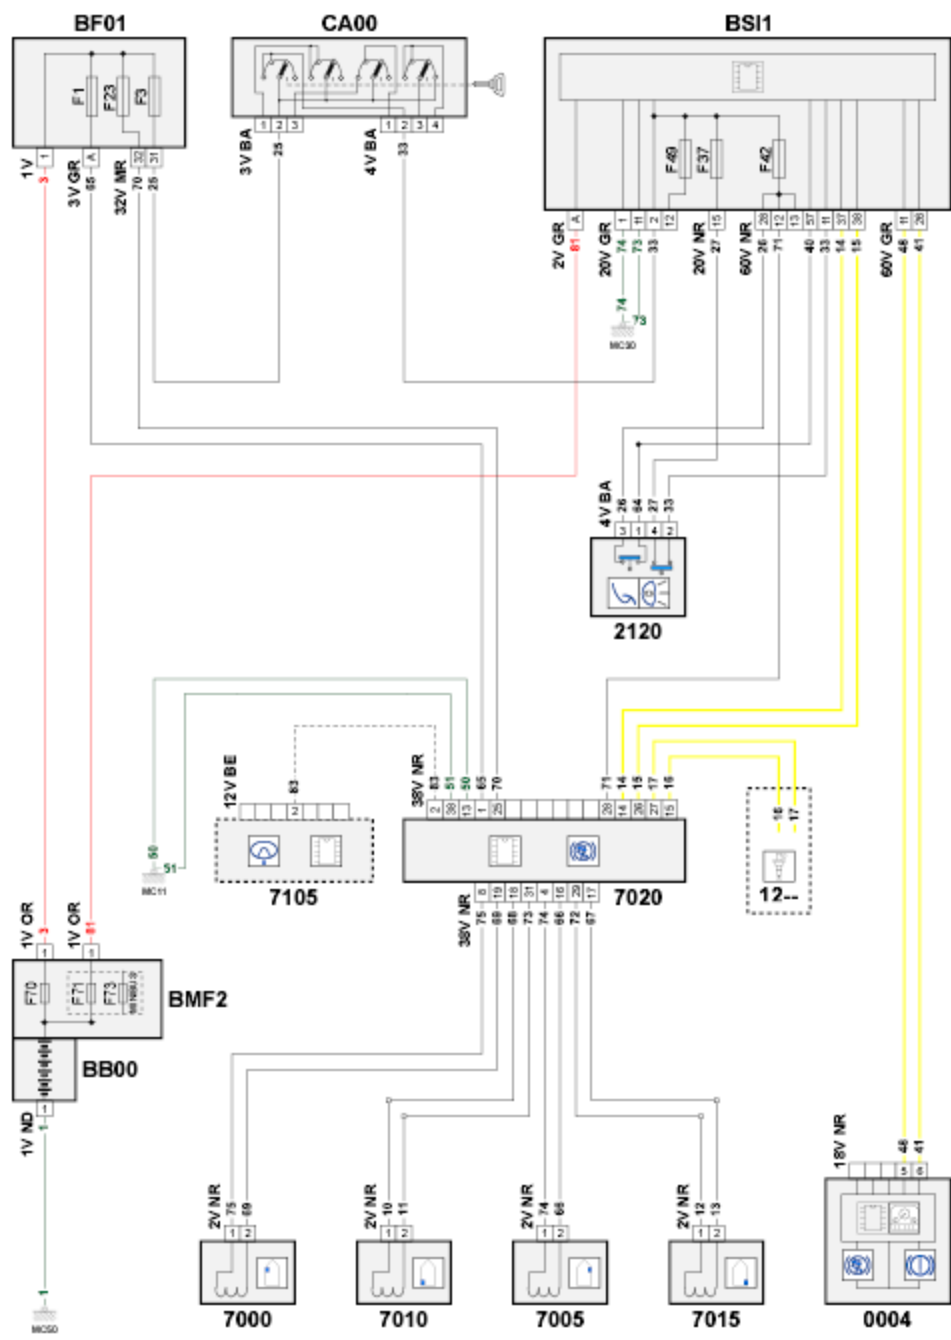 BF01 CA00 BSI1
F1 F23 F3
F49 F37 F42
1 A 32 31
1 2 3 1 2 3 4
A 1 11 2 12 15 28 12 13 57 11 37 38 11 26
1V 3 3V GR 65 32V MR 70 25
3V BA 25 4V BA 33
2V GR 81 20V GR 74 73 33 20V NR 27 60V NR 26 71 40 33 14 15 60V GR 46 41
74 73
MC30
4V BA 26 64 27 33
3 1 4 2
2120
12V BE 83 38V NR 83 51 50 65 70 71 14 15 17 16
2
2 38 13 1 25 28 14 26 27 15
16 17
50 51
MC11
7105 7020 12--
8 19 18 31 4 16 29 17
38V NR 75 69 68 73 74 66 72 67
1V OR 3 1V OR 81
1 1
F70 F71 F73
BMF2
BB00
1
1V ND 1
18V NR 46 41
5 6
2V NR 75 69 2V NR 10 11 2V NR 74 66 2V NR 12 13
1 2 1 2 1 2 1 2
1
MC50
7000 7010 7005 7015 0004